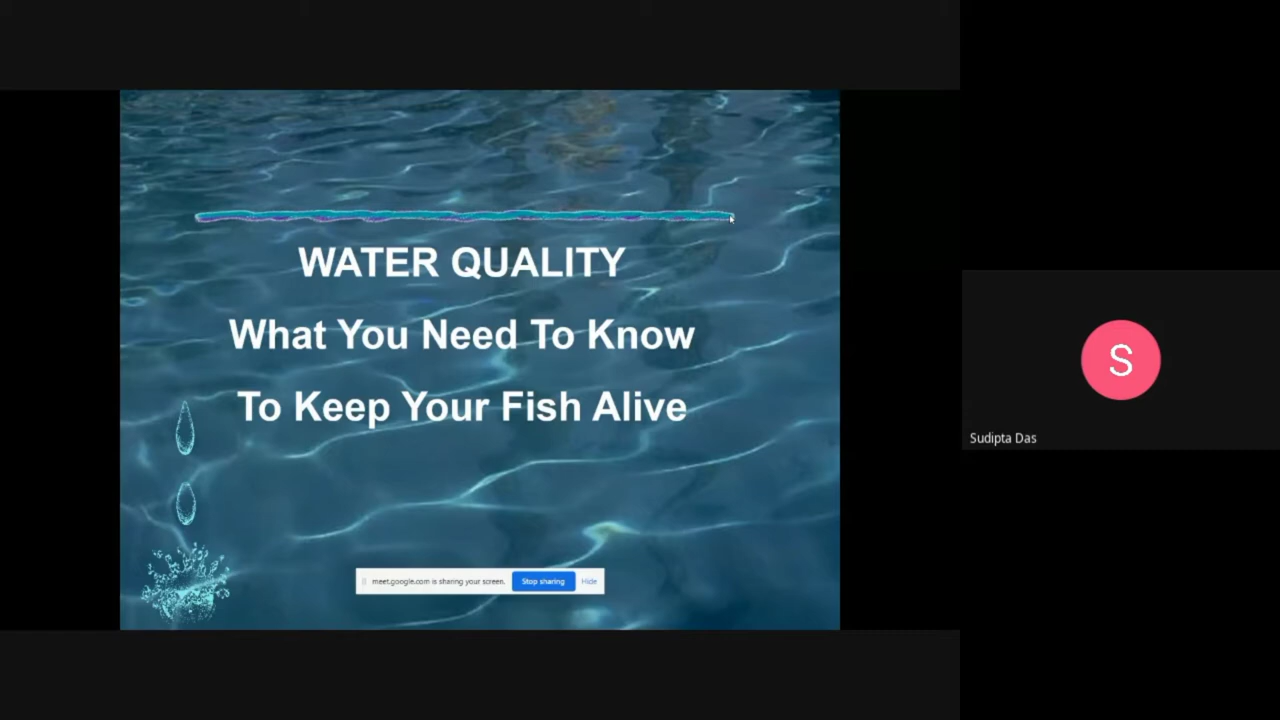 WATER QUALITY
What You Need To Know
To Keep Your Fish Alive
meet.google.com is sharing your screen. Stop sharing Hide
S
Sudipta Das